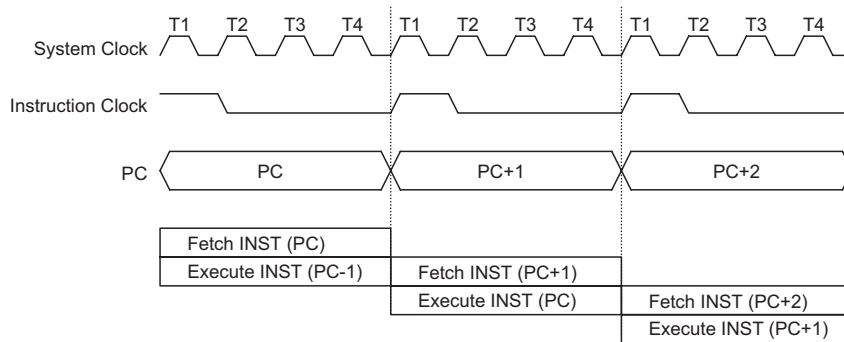 T1 T2 T3 T4 T1 T2 T3 T4 T1 T2 T3 T4
System Clock
Instruction Clock
PC PC PC+1 PC+2
Fetch INST (PC)
Execute INST (PC-1) Fetch INST (PC+1)
Execute INST (PC) Fetch INST (PC+2)
Execute INST (PC+1)